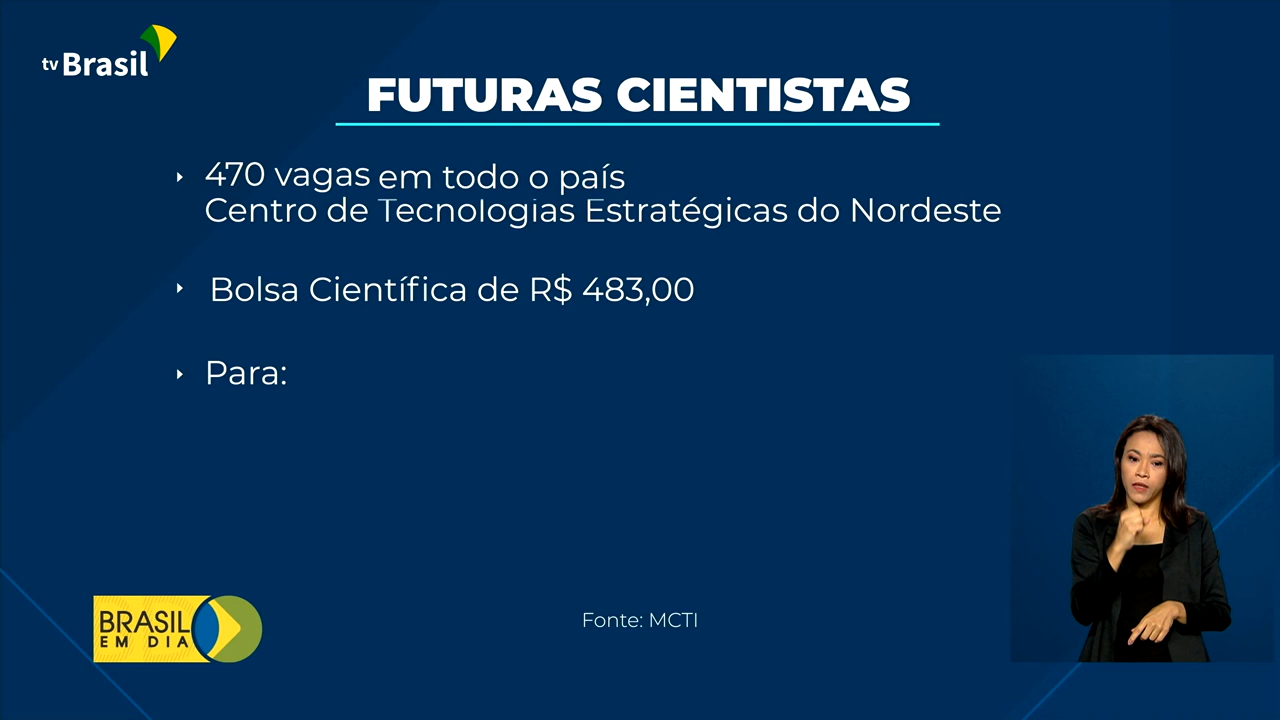 tv Brasil
FUTURAS CIENTISTAS
470 vagas em todo o país
Centro de Tecnologias Estratégicas do Nordeste
Bolsa Científica de R$ 483,00
Para:
BRASIL
EM DIA
Fonte: MCTI